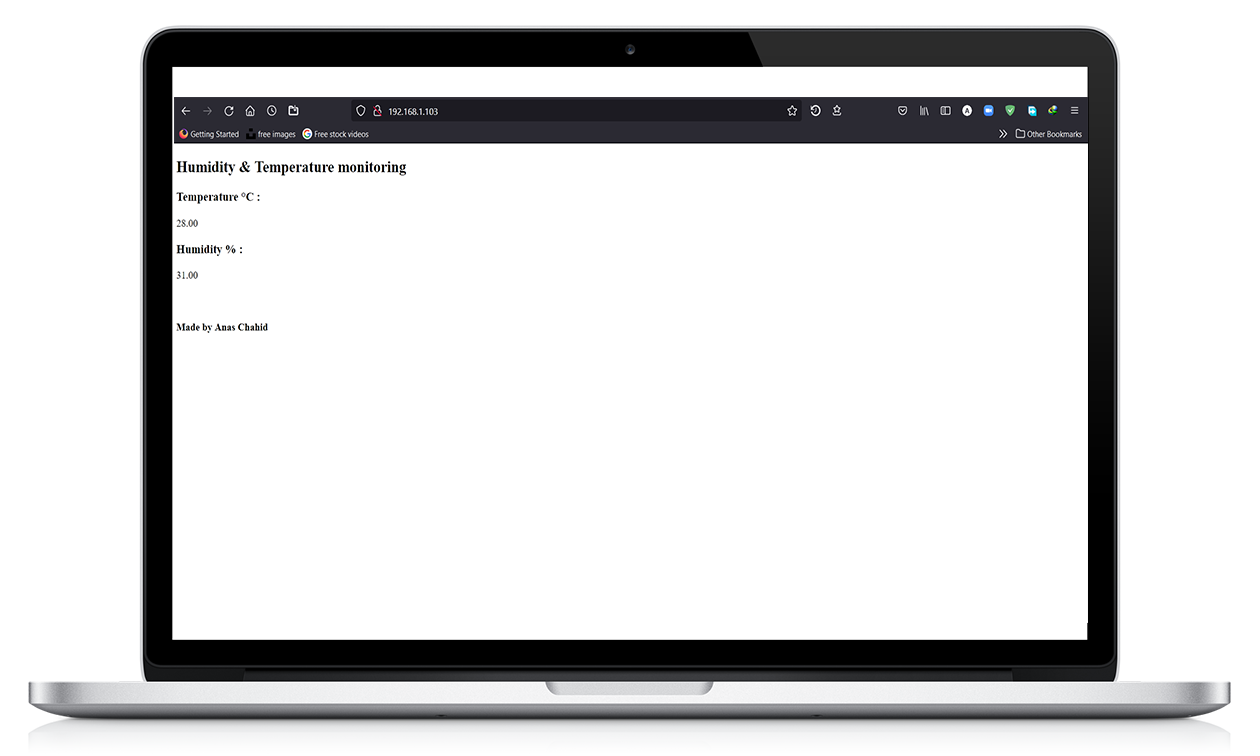 192.168.1.103
Getting Started free images Free stock videos Other Bookmarks
Humidity & Temperature monitoring
Temperature °C :
28.00
Humidity % :
31.00
Made by Anas Chahid